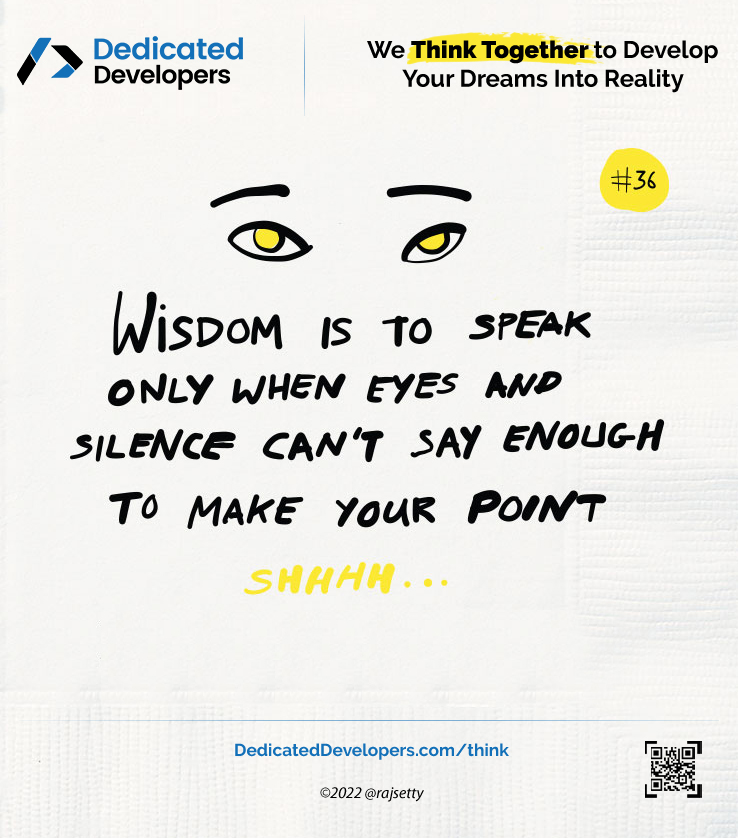 Dedicated
Developers
We Think Together to Develop
Your Dreams Into Reality
#36
WISDOM IS TO SPEAK
ONLY WHEN EYES AND
SILENCE CAN'T SAY ENOUGH
TO MAKE YOUR POINT
SHHHH...
DedicatedDevelopers.com/think
©2022 @rajsetty